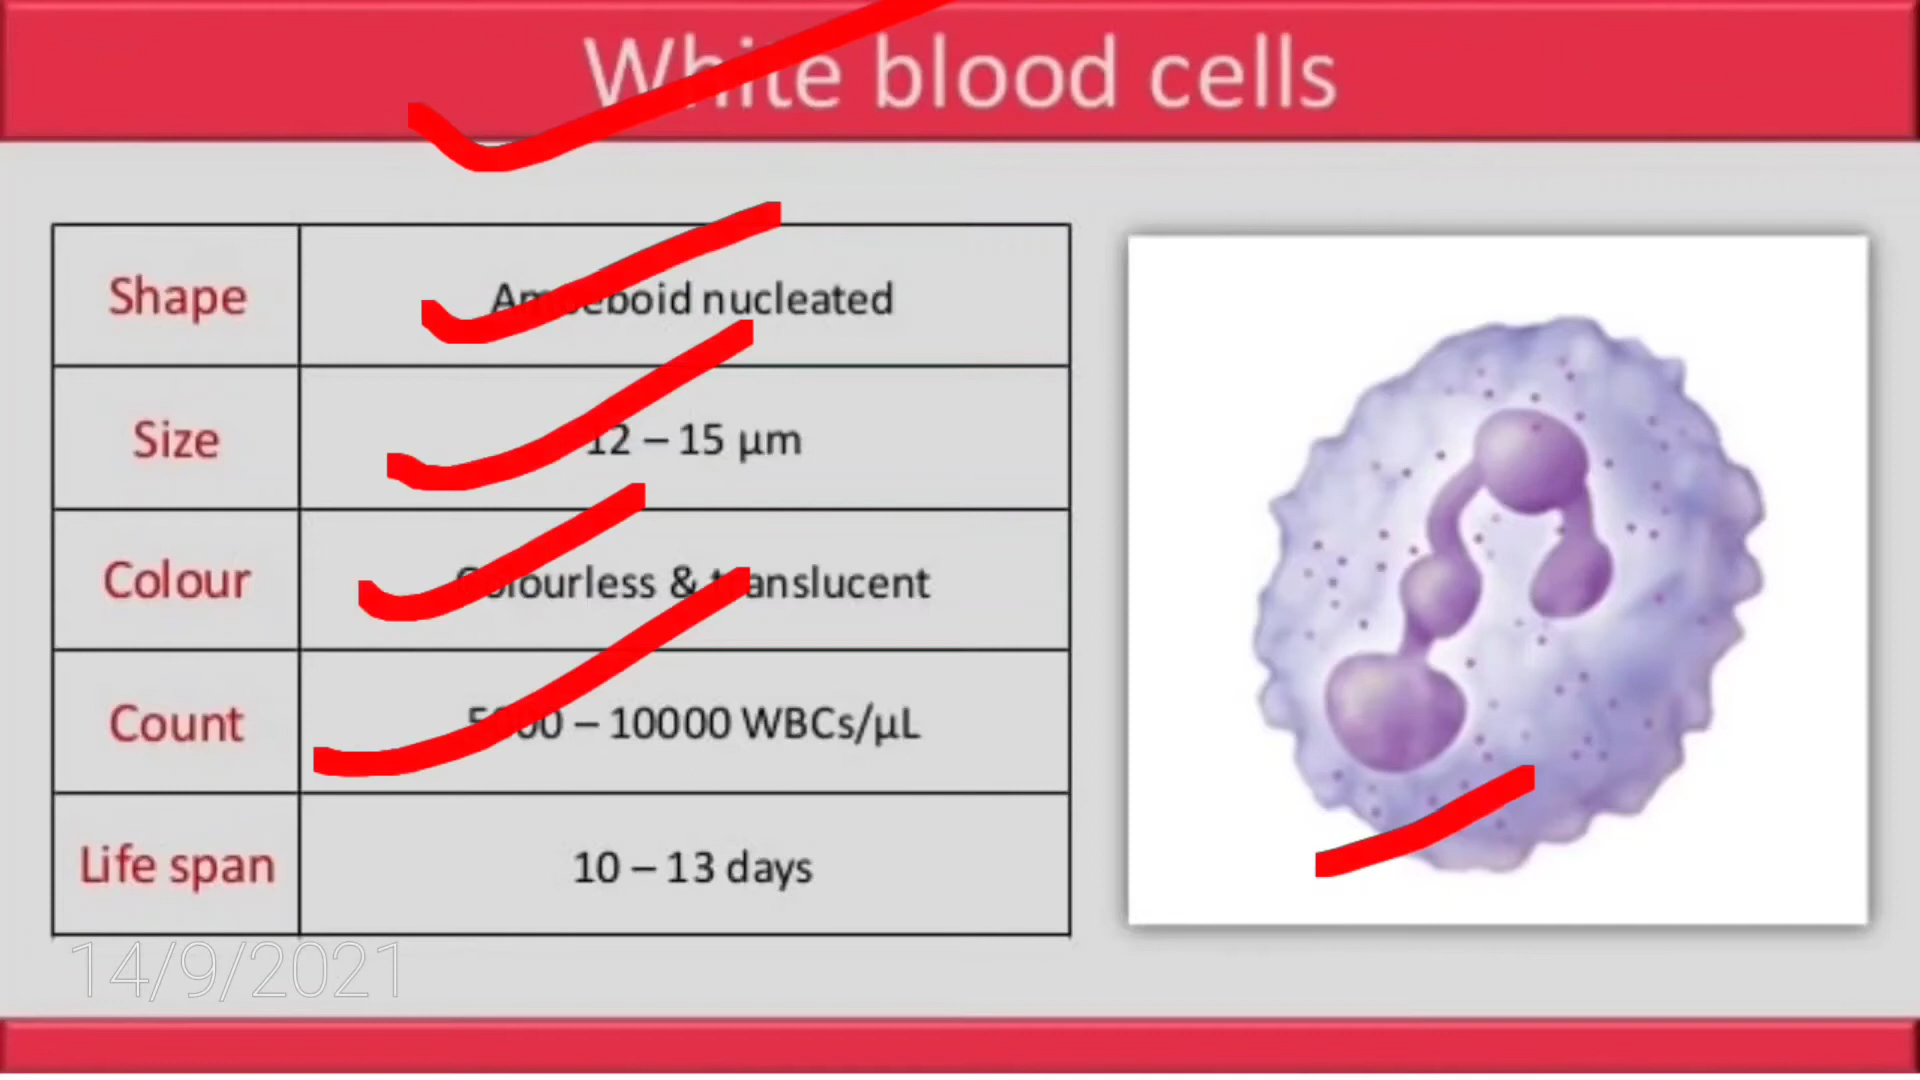 White blood cells
Shape Amoeboid nucleated
Size 12 – 15 µm
Colour Colourless & translucent
Count 5000 – 10000 WBCs/µL
Life span 10 – 13 days
14/9/2021